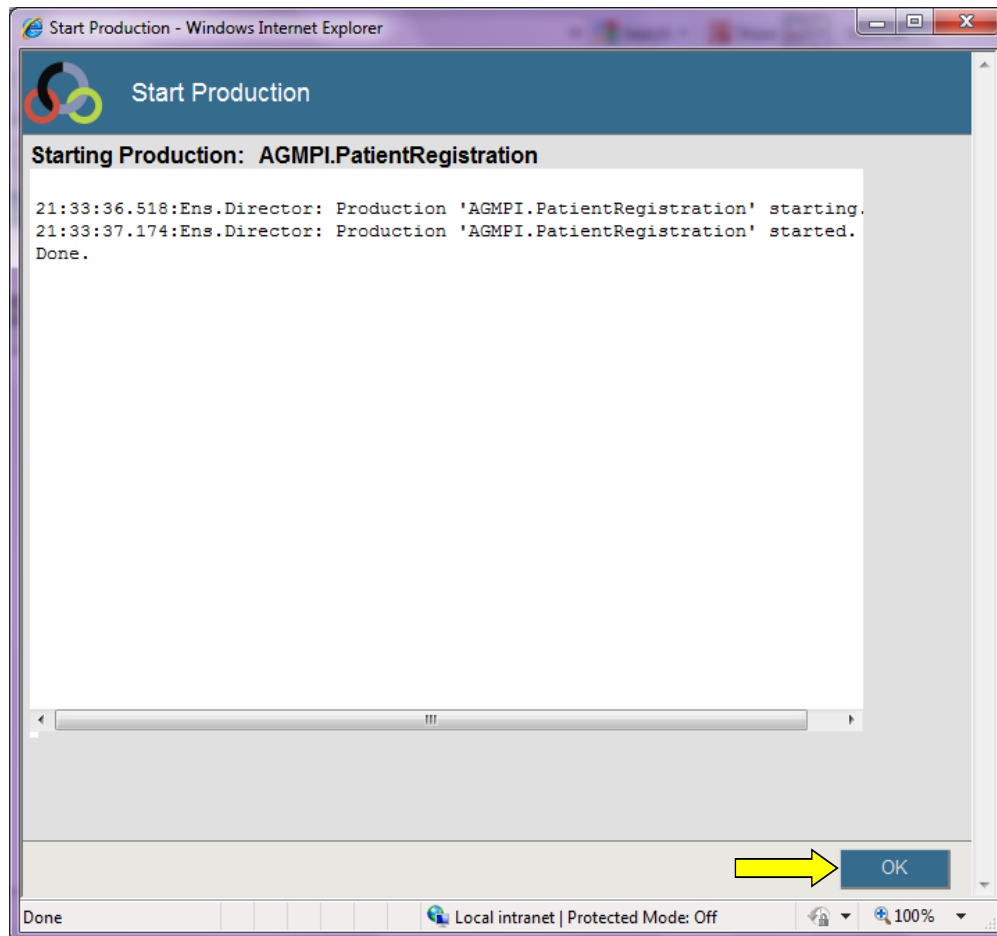 Start Production - Windows Internet Explorer
Start Production
Starting Production: AGMPI.PatientRegistration
21:33:36.518:Ens.Director: Production 'AGMPI.PatientRegistration' starting.
21:33:37.174:Ens.Director: Production 'AGMPI.PatientRegistration' started.
Done.
OK
Done
Local intranet | Protected Mode: Off
100%